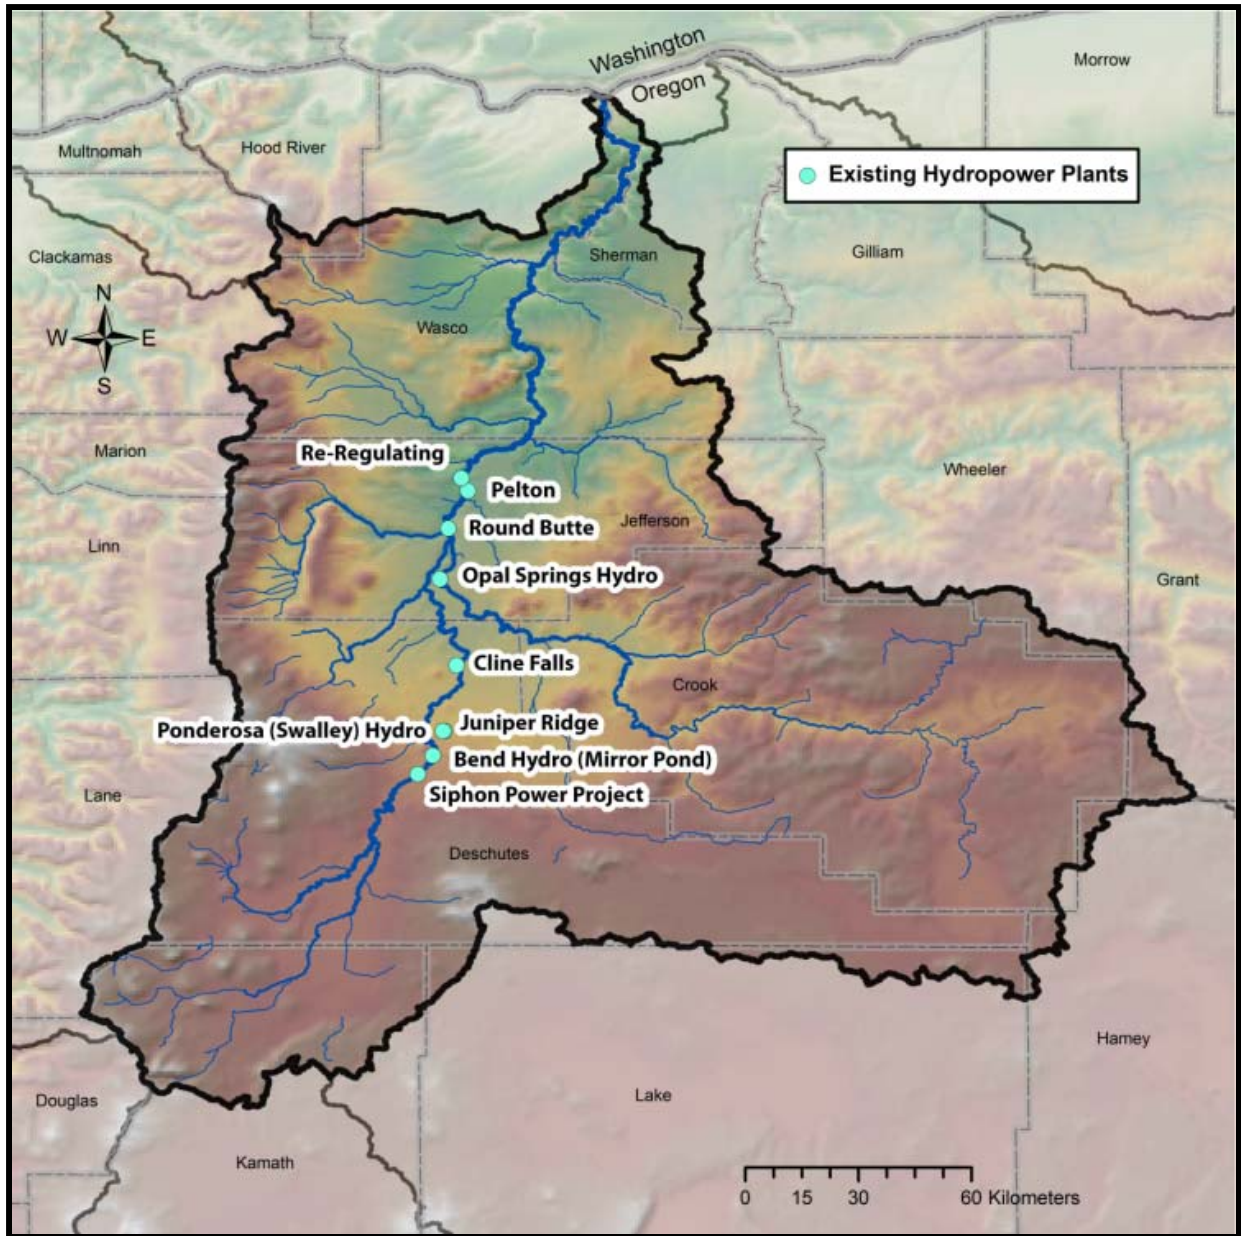 Washington
Oregon
Morrow
Multnomah
Hood River
Existing Hydropower Plants
Clackamas
Sherman
Gilliam
N
W
E
S
Wasco
Marion
Re-Regulating
Wheeler
Pelton
Round Butte
Jefferson
Linn
Opal Springs Hydro
Grant
Cline Falls
Crook
Ponderosa (Swalley) Hydro
Juniper Ridge
Bend Hydro (Mirror Pond)
Siphon Power Project
Lane
Deschutes
Harney
Douglas
Lake
Kamath
0 15 30 60 Kilometers